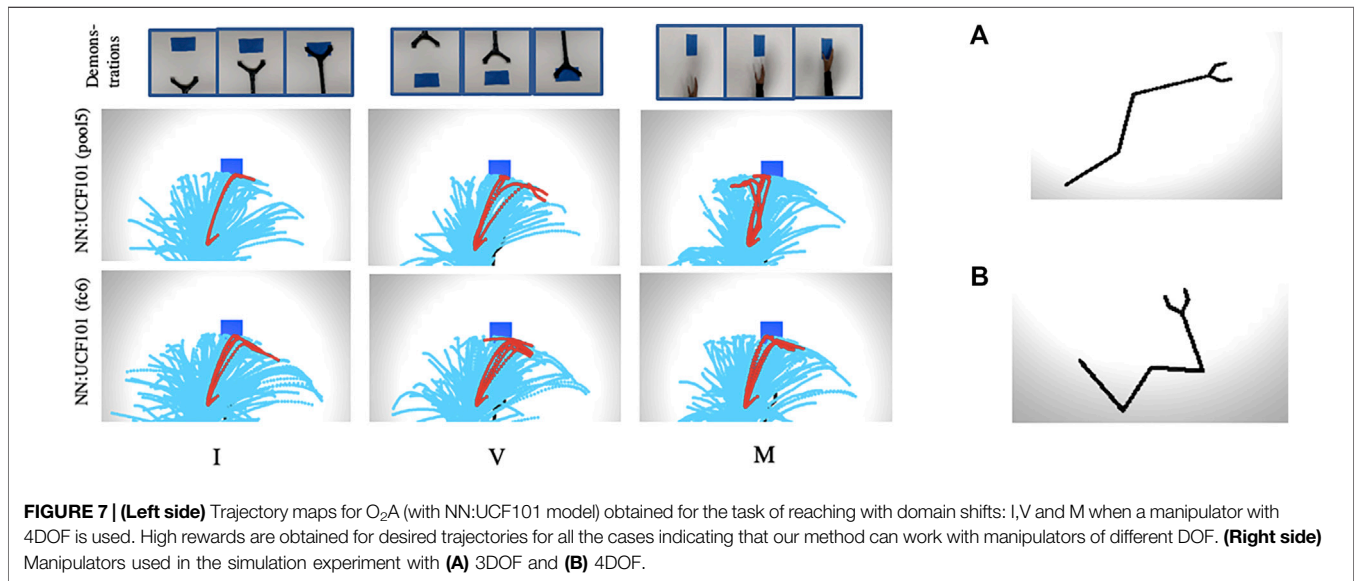 Demons-
trations
NN:UCF101 (pool5)
NN:UCF101 (fc6)
I
V
M
A
B
FIGURE 7 | (Left side) Trajectory maps for O₂A (with NN:UCF101 model) obtained for the task of reaching with domain shifts: I,V and M when a manipulator with
4DOF is used. High rewards are obtained for desired trajectories for all the cases indicating that our method can work with manipulators of different DOF. (Right side)
Manipulators used in the simulation experiment with (A) 3DOF and (B) 4DOF.